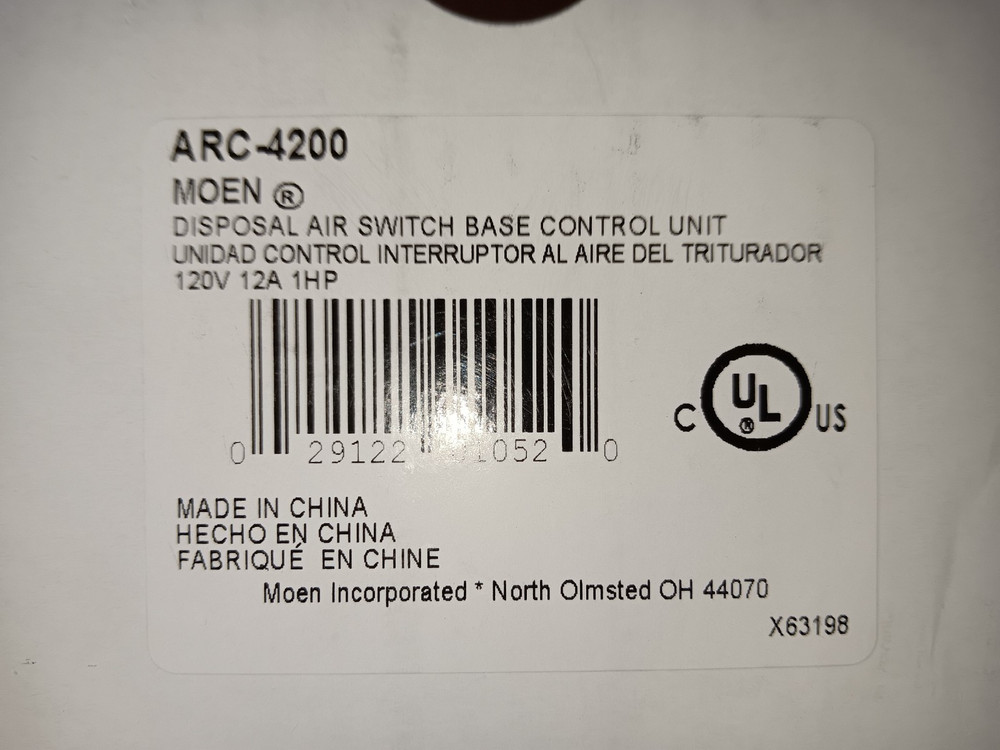 ARC-4200
MOEN ®
DISPOSAL AIR SWITCH BASE CONTROL UNIT
UNIDAD CONTROL INTERRUPTOR AL AIRE DEL TRITURADOR
120V 12A 1HP
C UL ® US
0 29122 1052 0
MADE IN CHINA
HECHO EN CHINA
FABRIQUÉ EN CHINE
Moen Incorporated * North Olmsted OH 44070
X63198